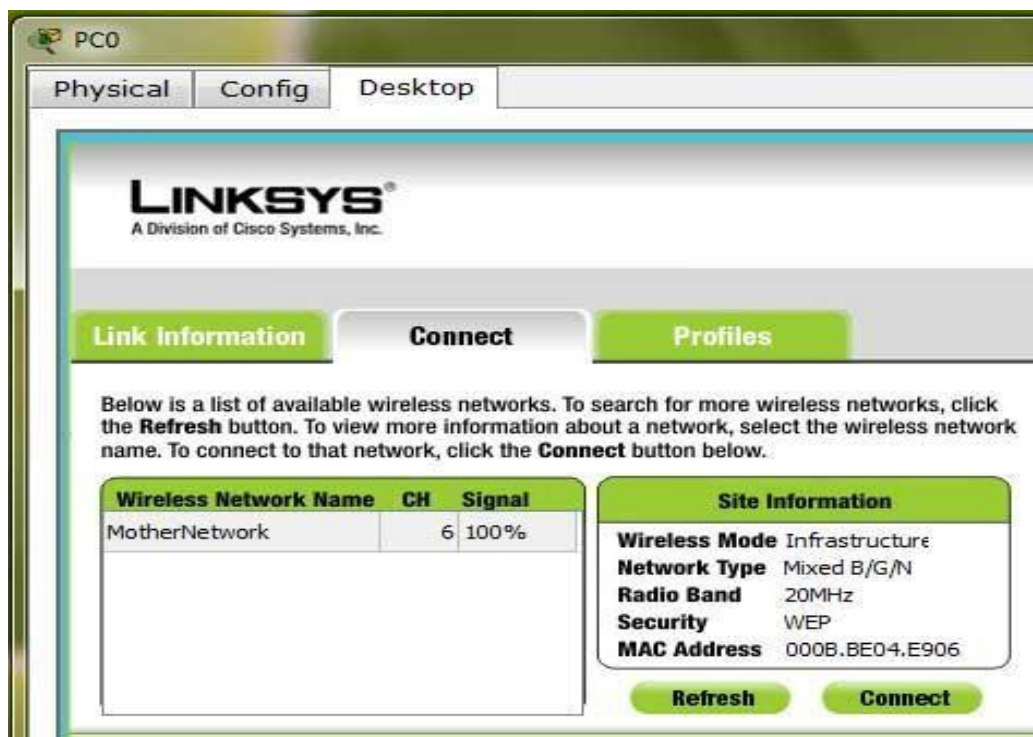 PC0
Physical Config Desktop
LINKSYS®
A Division of Cisco Systems, Inc.
Link Information Connect Profiles
Below is a list of available wireless networks. To search for more wireless networks, click
the Refresh button. To view more information about a network, select the wireless network
name. To connect to that network, click the Connect button below.
Wireless Network Name CH Signal
MotherNetwork 6 100%
Site Information
Wireless Mode Infrastructure
Network Type Mixed B/G/N
Radio Band 20MHz
Security WEP
MAC Address 000B.BE04.E906
Refresh Connect